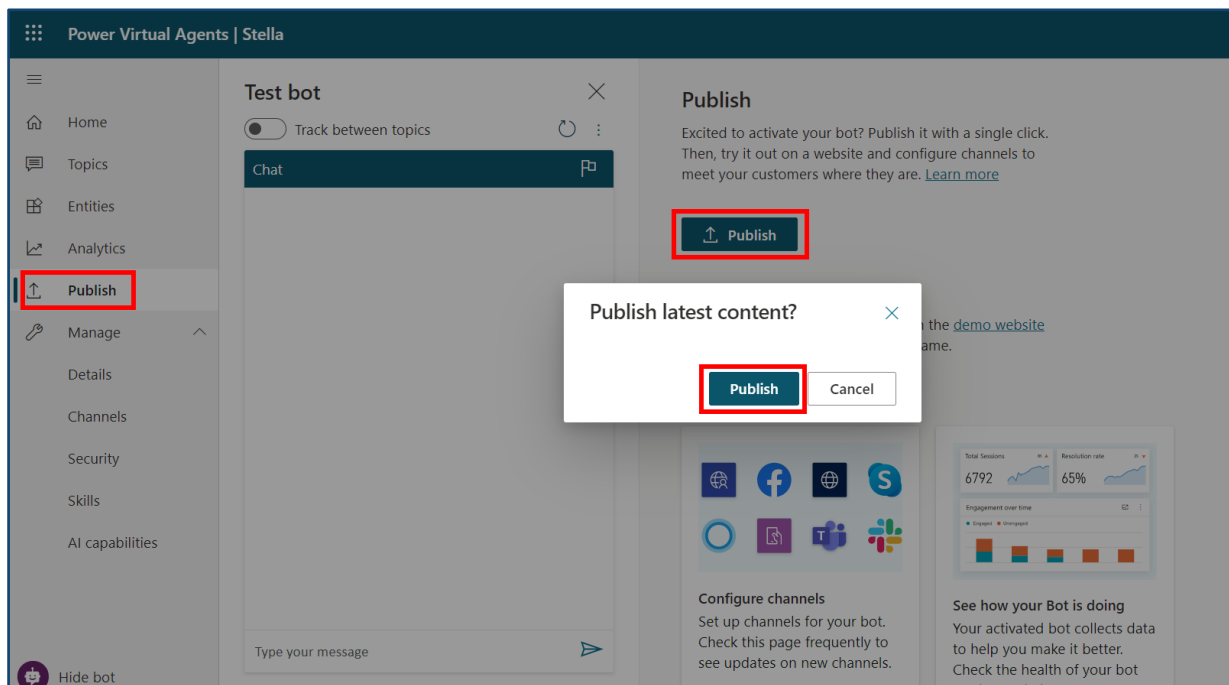 Power Virtual Agents | Stella
Home
Topics
Entities
Analytics
Publish
Manage
Details
Channels
Security
Skills
AI capabilities
Hide bot
Test bot
Track between topics
Chat
Type your message
Publish
Excited to activate your bot? Publish it with a single click.
Then, try it out on a website and configure channels to
meet your customers where they are. Learn more
Publish
Publish latest content?
Publish
Cancel
the demo website
ame.
Configure channels
Set up channels for your bot.
Check this page frequently to
see updates on new channels.
Total Sessions
6792
Resolution rate
65%
Engagement over time
Engaged
Unengaged
See how your Bot is doing
Your activated bot collects data
to help you make it better.
Check the health of your bot